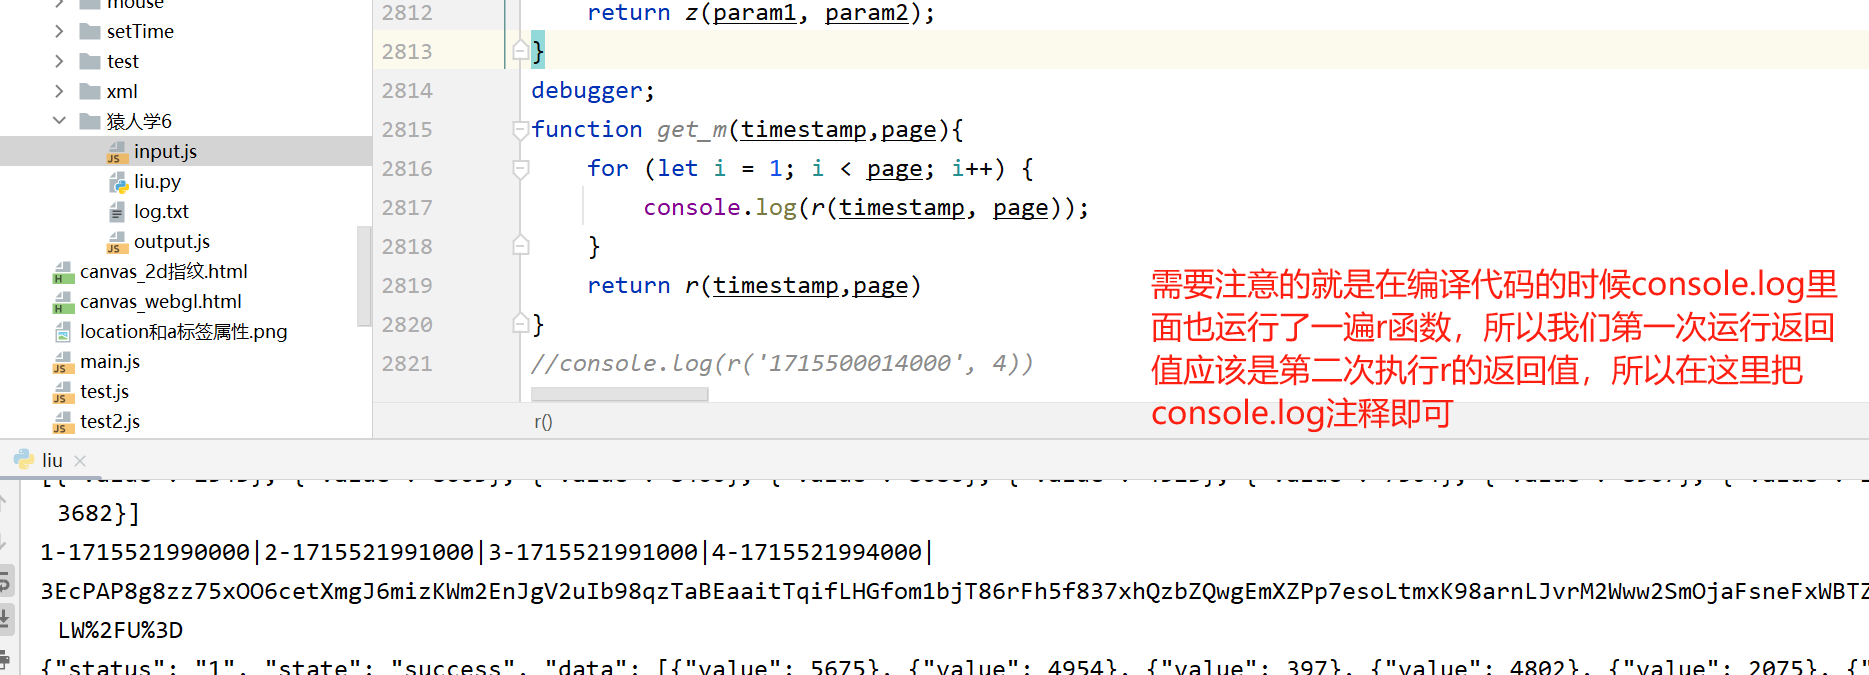 mouse
setTime
test
xml
猿人学6
input.js
liu.py
log.txt
output.js
canvas_2d指纹.html
canvas_webgl.html
location和a标签属性.png
main.js
test.js
test2.js
2812 return z(param1, param2);
2813 }
2814 debugger;
2815 function get_m(timestamp,page){
2816 for (let i = 1; i < page; i++) {
2817 console.log(r(timestamp, page));
2818 }
2819 return r(timestamp,page)
2820 }
2821 //console.log(r('1715500014000', 4))
需要注意的就是在编译代码的时候console.log里
面也运行了一遍r函数，所以我们第一次运行返回
值应该是第二次执行r的返回值，所以在这里把
console.log注释即可
r()
liu
3682}]
1-1715521990000|2-1715521991000|3-1715521991000|4-1715521994000|
3EcPAP8g8zz75xOO6cetXmgJ6mizKWm2EnJgV2uIb98qzTaBEaaitTqifLHGfom1bjT86rFh5f837xhQzbZQwgEmXZPp7esoLtmxK98arnLJvrM2Www2SmOjaFsneFxWBTZ
LW%2FU%3D
{"status": "1", "state": "success", "data": [{"value": 5675}, {"value": 4954}, {"value": 397}, {"value": 4802}, {"value": 2075}, {"